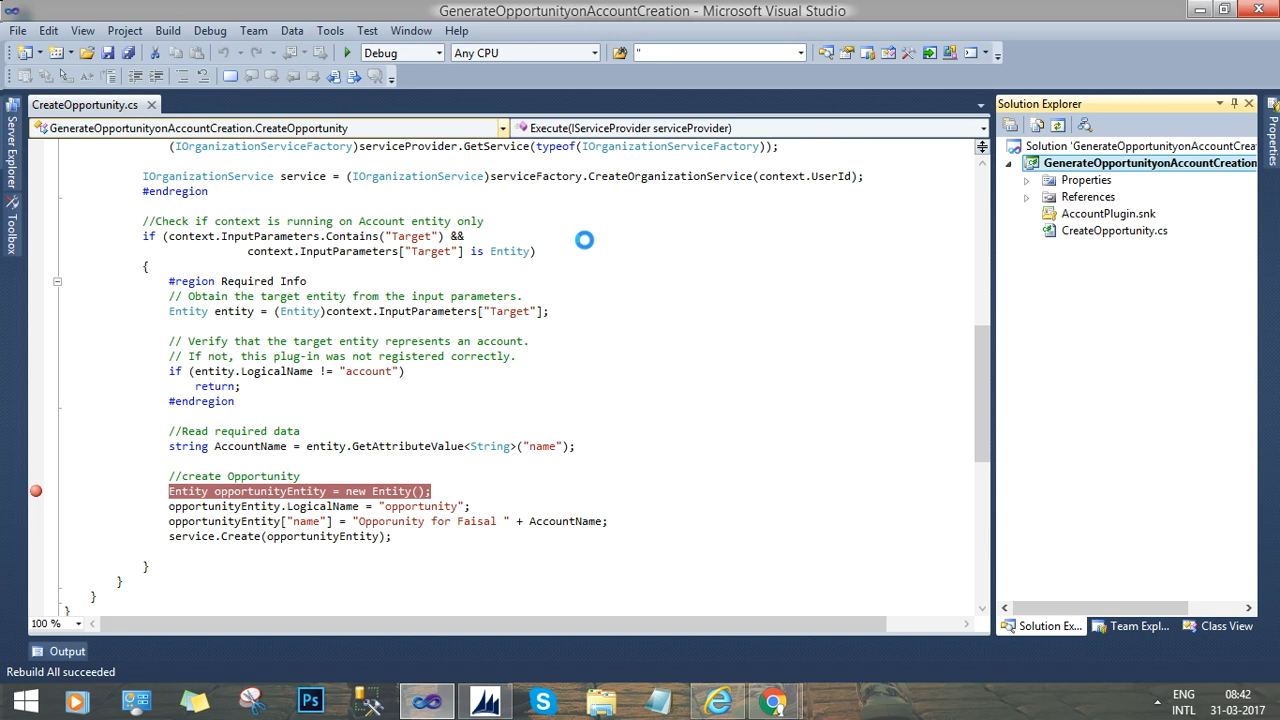 GenerateOpportunityonAccountCreation - Microsoft Visual Studio
File Edit View Project Build Debug Team Data Tools Test Window Help
Debug Any CPU "
CreateOpportunity.cs
GenerateOpportunityonAccountCreation.CreateOpportunity Execute(IServiceProvider serviceProvider)
(IOrganizationServiceFactory)serviceProvider.GetService(typeof(IOrganizationServiceFactory));
IOrganizationService service = (IOrganizationService)serviceFactory.CreateOrganizationService(context.UserId);
#endregion
//Check if context is running on Account entity only
if (context.InputParameters.Contains("Target") &&
context.InputParameters["Target"] is Entity)
{
#region Required Info
// Obtain the target entity from the input parameters.
Entity entity = (Entity)context.InputParameters["Target"];
// Verify that the target entity represents an account.
// If not, this plug-in was not registered correctly.
if (entity.LogicalName != "account")
return;
#endregion
//Read required data
string AccountName = entity.GetAttributeValue<String>("name");
//create Opportunity
Entity opportunityEntity = new Entity();
opportunityEntity.LogicalName = "opportunity";
opportunityEntity["name"] = "Opporunity for Faisal " + AccountName;
service.Create(opportunityEntity);
}
}
}
}
100 %
Output
Rebuild All succeeded
Server Explorer
Toolbox
Solution Explorer
Solution 'GenerateOpportunityonAccountCrea
GenerateOpportunityonAccountCreation
Properties
References
AccountPlugin.snk
CreateOpportunity.cs
Solution Ex... Team Expl... Class View
Properties
Ps
ENG
INTL
08:42
31-03-2017